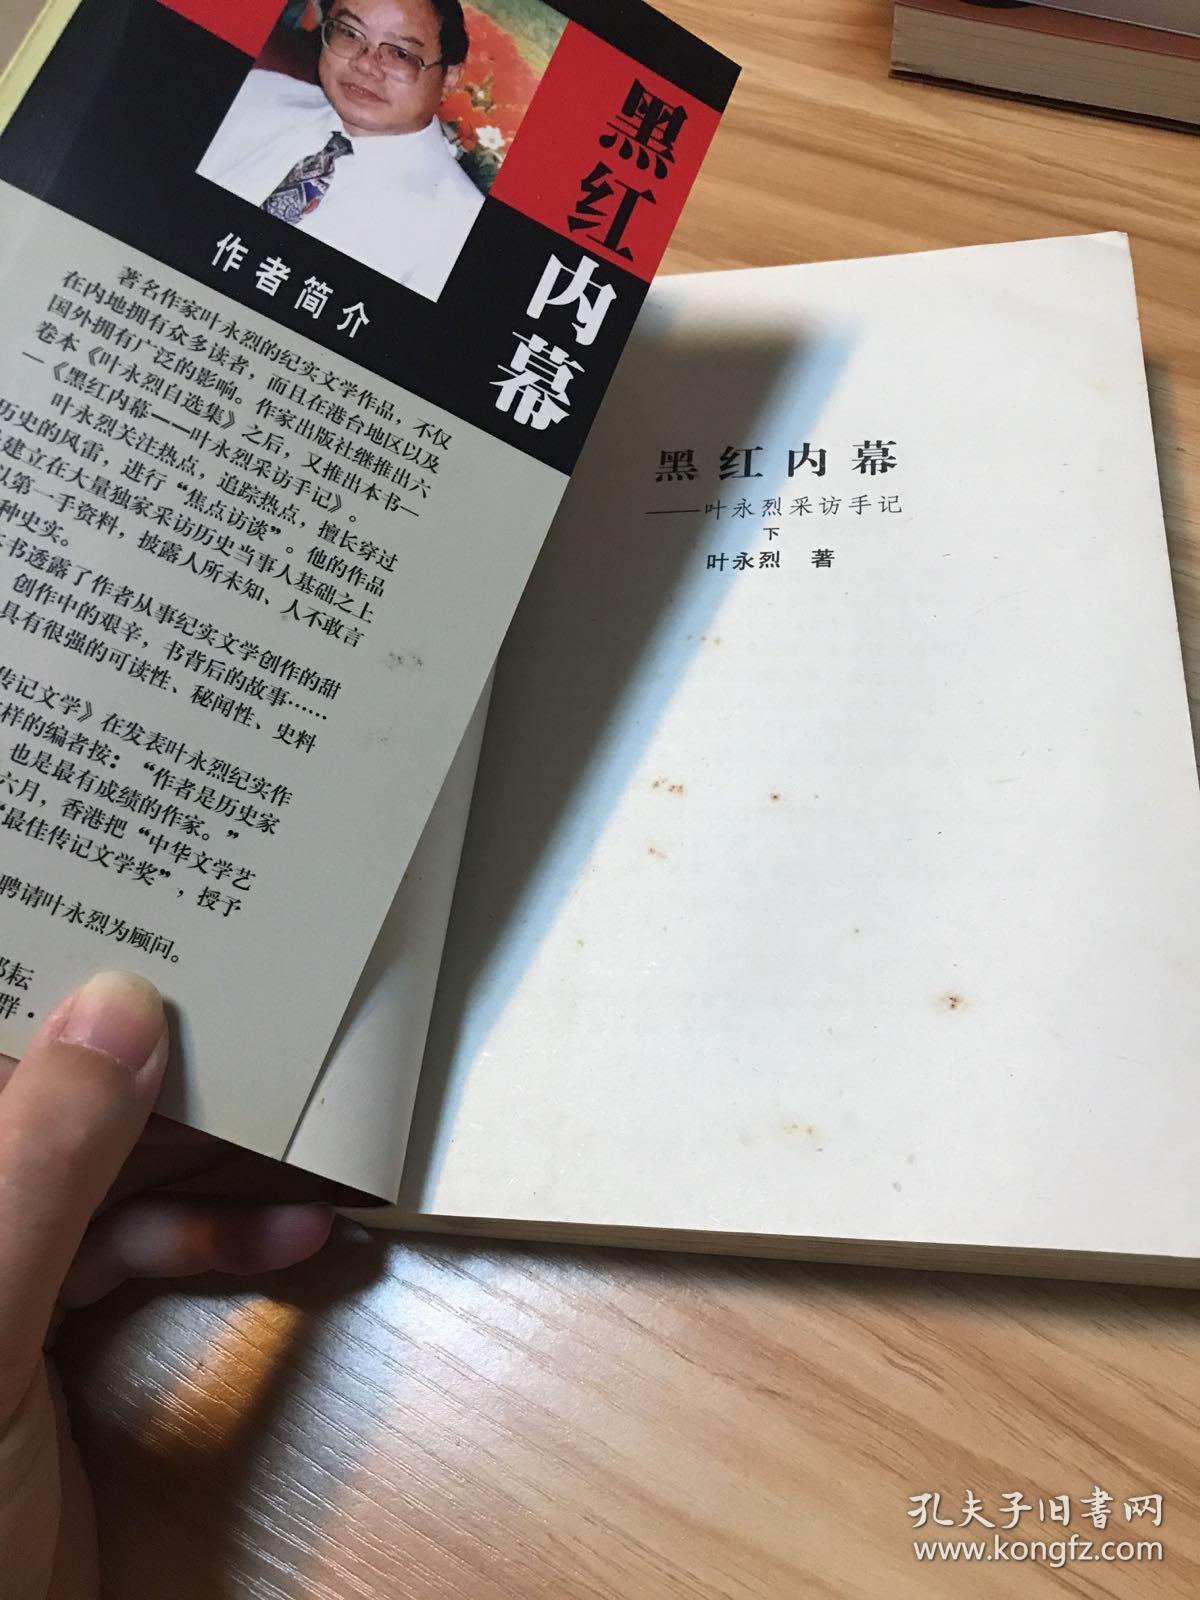 黑红内幕
作者简介
著名作家叶永烈的纪实文学作品，不仅
在内地拥有众多读者，而且在港台地区以及
国外拥有广泛的影响。作家出版社继推出六
卷本《叶永烈自选集》之后，又推出本书—
—《黑红内幕——叶永烈采访手记》。
叶永烈关注热点，追踪热点，擅长穿过
历史的风雷，进行“焦点访谈”。他的作品
建立在大量独家采访历史当事人基础之上
以第一手资料，披露人所未知、人不敢言
种史实。
本书透露了作者从事纪实文学创作的甜
创作中的艰辛，书背后的故事……
具有很强的可读性、秘闻性、史料
传记文学》在发表叶永烈纪实作
这样的编者按：“作者是历史家
也是最有成绩的作家。”
六月，香港把“中华文学艺
“最佳传记文学奖”，授予
聘请叶永烈为顾问。
耘
群·
黑红内幕
——叶永烈采访手记
下
叶永烈 著
孔夫子旧书网
www.kongfz.com